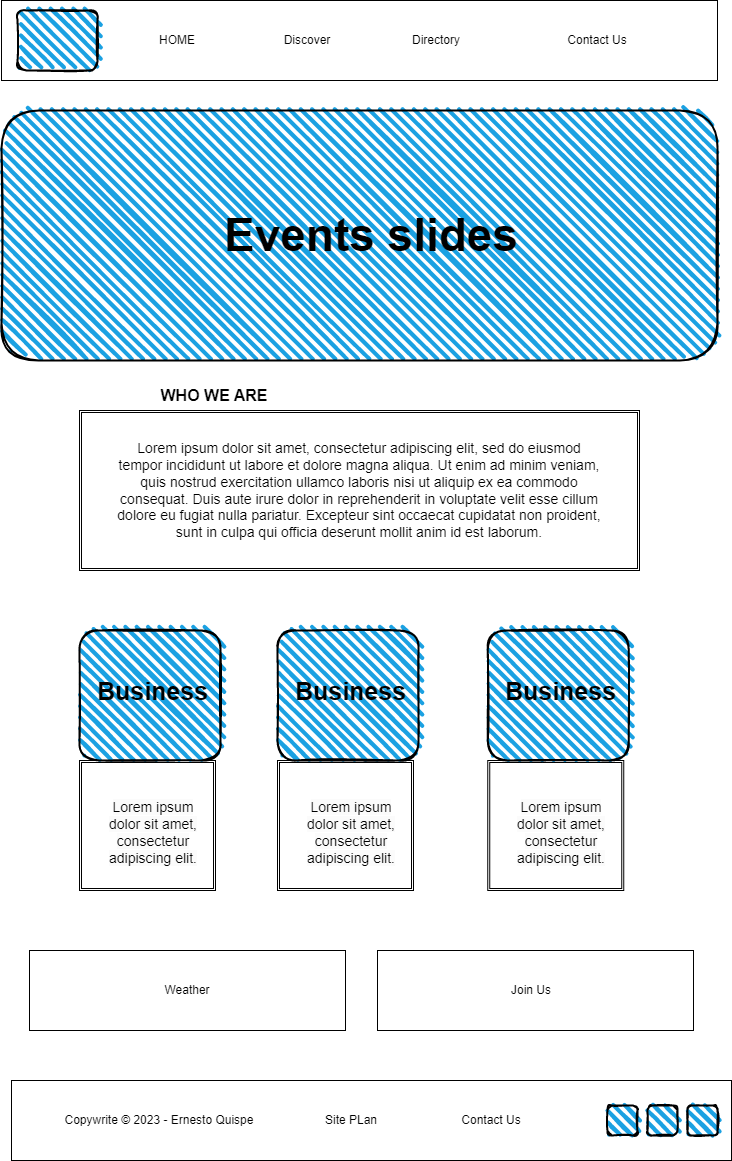 HOME Discover Directory Contact Us
Events slides
WHO WE ARE
Lorem ipsum dolor sit amet, consectetur adipiscing elit, sed do eiusmod
tempor incididunt ut labore et dolore magna aliqua. Ut enim ad minim veniam,
quis nostrud exercitation ullamco laboris nisi ut aliquip ex ea commodo
consequat. Duis aute irure dolor in reprehenderit in voluptate velit esse cillum
dolore eu fugiat nulla pariatur. Excepteur sint occaecat cupidatat non proident,
sunt in culpa qui officia deserunt mollit anim id est laborum.
Business
Lorem ipsum
dolor sit amet,
consectetur
adipiscing elit.
Business
Lorem ipsum
dolor sit amet,
consectetur
adipiscing elit.
Business
Lorem ipsum
dolor sit amet,
consectetur
adipiscing elit.
Weather
Join Us
Copywrite © 2023 - Ernesto Quispe Site PLan Contact Us